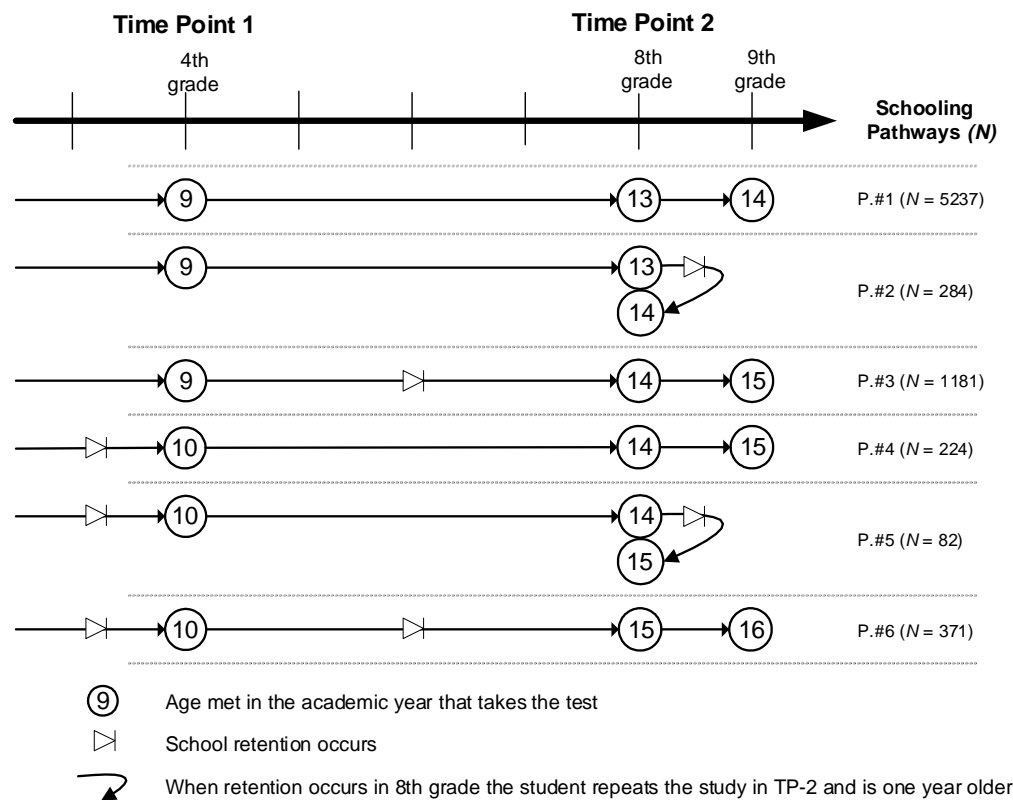 Time Point 1
Time Point 2
4th
grade
8th
grade
9th
grade
Schooling
Pathways (N)
9
13
14
P.#1 (N = 5237)
9
13
14
P.#2 (N = 284)
9
14
15
P.#3 (N = 1181)
10
14
15
P.#4 (N = 224)
10
14
15
P.#5 (N = 82)
10
15
16
P.#6 (N = 371)
9
Age met in the academic year that takes the test
School retention occurs
When retention occurs in 8th grade the student repeats the study in TP-2 and is one year older